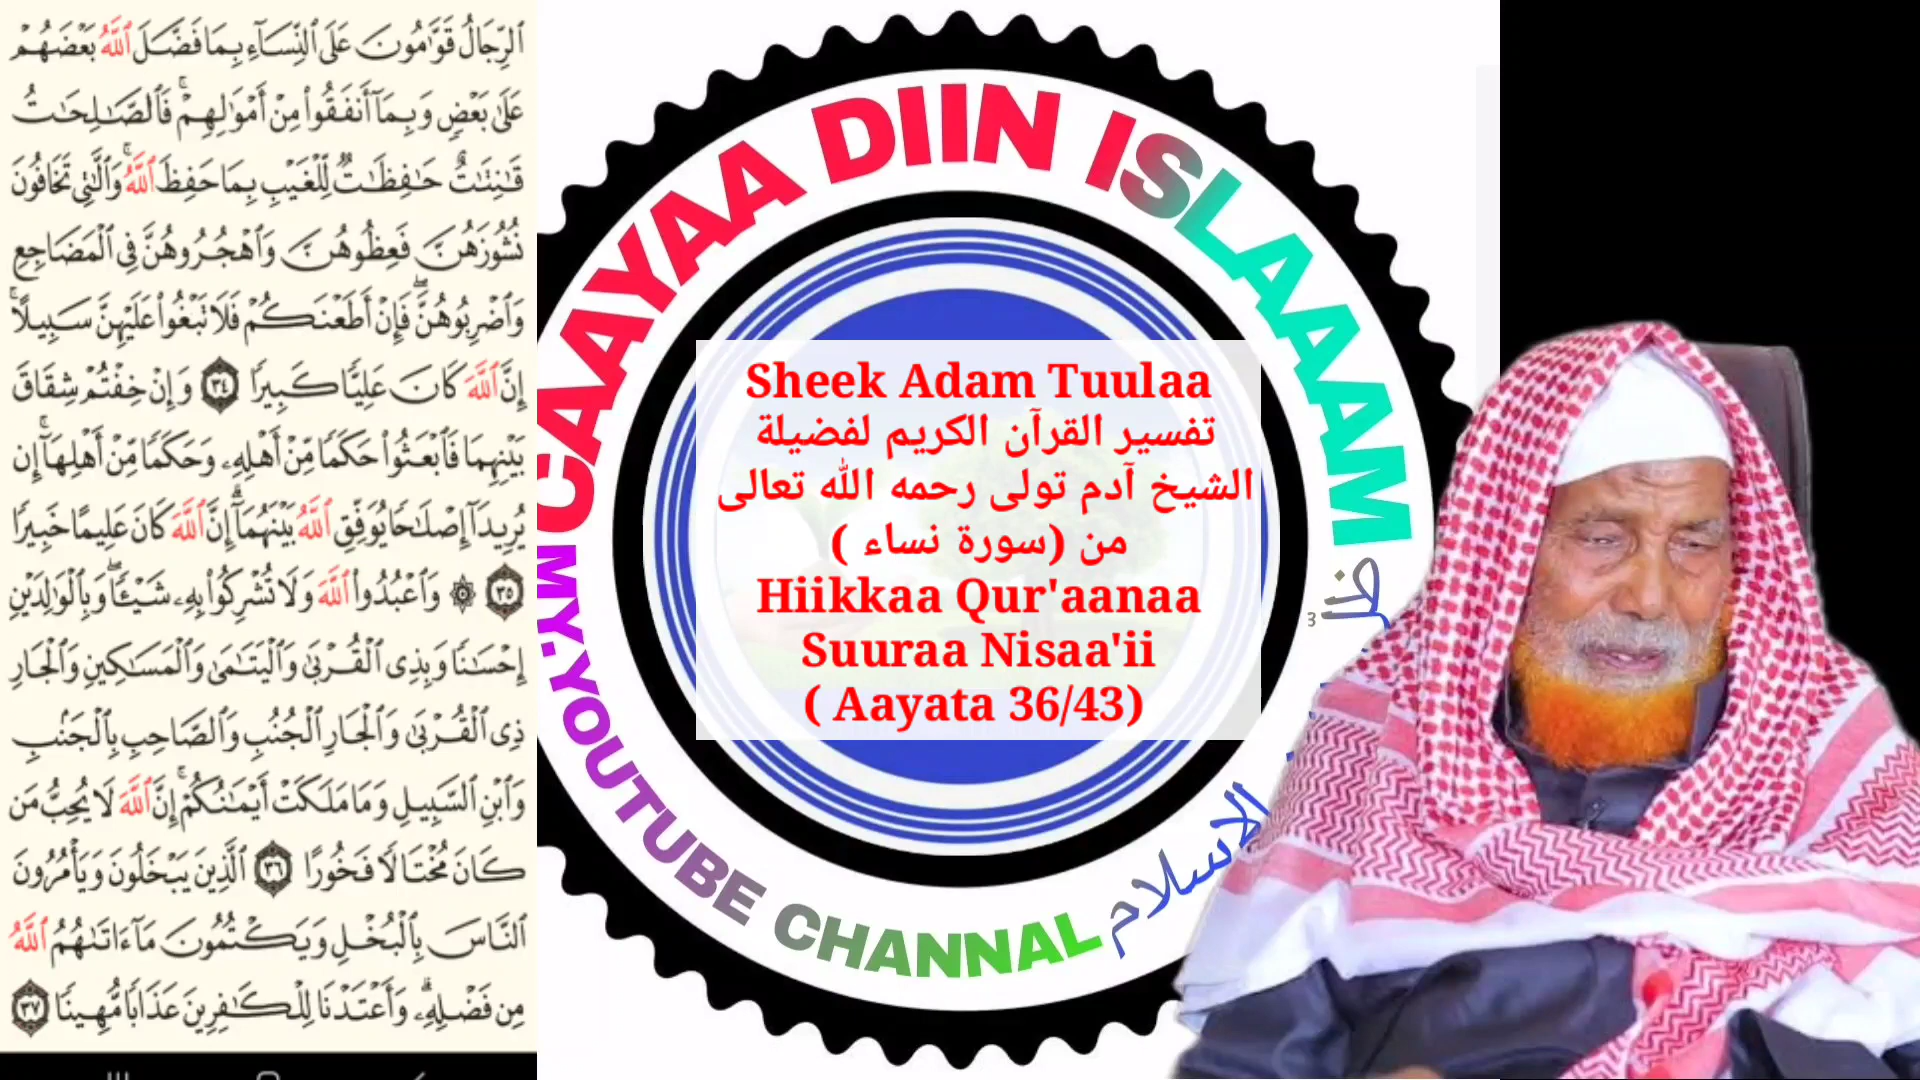 ٱلرِّجَالُ قَوَّٰمُونَ عَلَى ٱلنِّسَآءِ بِمَا فَضَّلَ ٱللَّهُ بَعْضَهُمْ
عَلَىٰ بَعْضٍ وَبِمَآ أَنفَقُوا۟ مِنْ أَمْوَٰلِهِمْ ۚ فَٱلصَّٰلِحَٰتُ
قَٰنِتَٰتٌ حَٰفِظَٰتٌ لِّلْغَيْبِ بِمَا حَفِظَ ٱللَّهُ ۚ وَٱلَّٰتِى تَخَافُونَ
نُشُوزَهُنَّ فَعِظُوهُنَّ وَٱهْجُرُوهُنَّ فِى ٱلْمَضَاجِعِ
وَٱضْرِبُوهُنَّ ۖ فَإِنْ أَطَعْنَكُمْ فَلَا تَبْغُوا۟ عَلَيْهِنَّ سَبِيلًا ۗ
إِنَّ ٱللَّهَ كَانَ عَلِيًّا كَبِيرًا ٣٤ وَإِنْ خِفْتُمْ شِقَاقَ
بَيْنِهِمَا فَٱبْعَثُوا۟ حَكَمًا مِّنْ أَهْلِهِۦ وَحَكَمًا مِّنْ أَهْلِهَآ إِن
يُرِيدَآ إِصْلَٰحًا يُوَفِّقِ ٱللَّهُ بَيْنَهُمَآ ۗ إِنَّ ٱللَّهَ كَانَ عَلِيمًا خَبِيرًا
٣٥ ۞ وَٱعْبُدُوا۟ ٱللَّهَ وَلَا تُشْرِكُوا۟ بِهِۦ شَيْـًٔا ۖ وَبِٱلْوَٰلِدَيْنِ
إِحْسَٰنًا وَبِذِى ٱلْقُرْبَىٰ وَٱلْيَتَٰمَىٰ وَٱلْمَسَٰكِينِ وَٱلْجَارِ
ذِى ٱلْقُرْبَىٰ وَٱلْجَارِ ٱلْجُنُبِ وَٱلصَّاحِبِ بِٱلْجَنۢبِ
وَٱبْنِ ٱلسَّبِيلِ وَمَا مَلَكَتْ أَيْمَٰنُكُمْ ۗ إِنَّ ٱللَّهَ لَا يُحِبُّ مَن
كَانَ مُخْتَالًا فَخُورًا ٣٦ ٱلَّذِينَ يَبْخَلُونَ وَيَأْمُرُونَ
ٱلنَّاسَ بِٱلْبُخْلِ وَيَكْتُمُونَ مَآ ءَاتَىٰهُمُ ٱللَّهُ
مِن فَضْلِهِۦ ۗ وَأَعْتَدْنَا لِلْكَٰفِرِينَ عَذَابًا مُّهِينًا ٣٧
CAAYAA DIIN ISLAAAM
Sheek Adam Tuulaa
تفسير القرآن الكريم لفضيلة
الشيخ آدم تولى رحمه الله تعالى
من (سورة نساء )
Hiikkaa Qur'aanaa
Suuraa Nisaa'ii
( Aayata 36/43)
MY.YOUTUBE CHANNAL
الاسلام